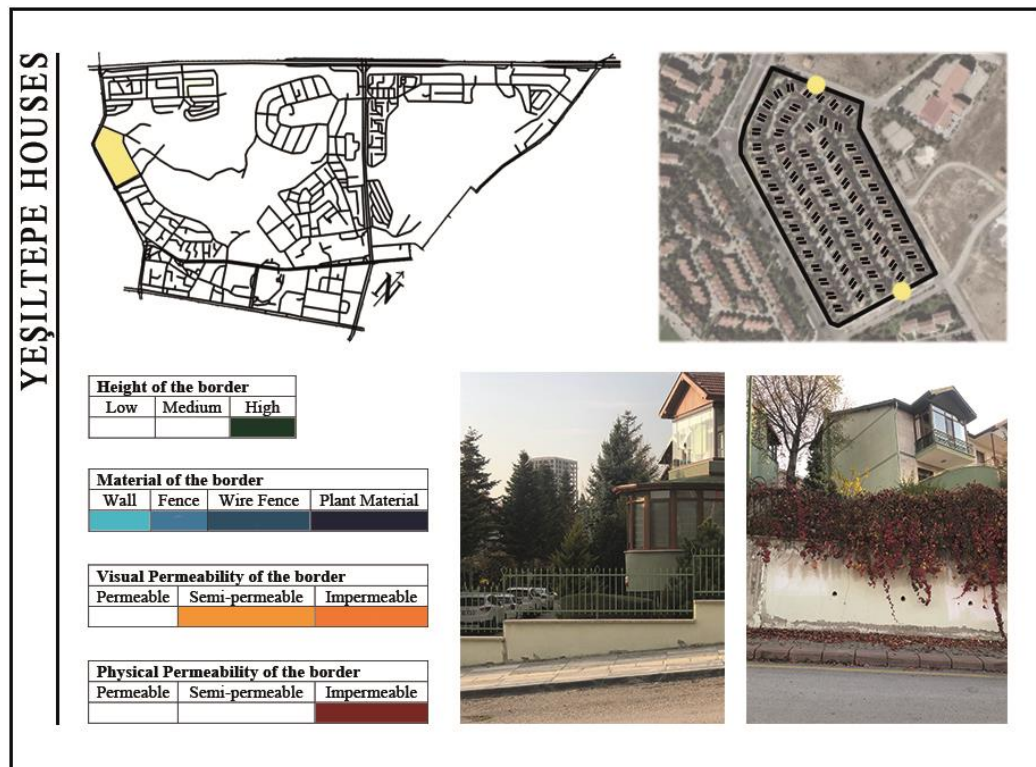 YEŞILTEPE HOUSES
N
Height of the border
Low Medium High
Material of the border
Wall Fence Wire Fence Plant Material
Visual Permeability of the border
Permeable Semi-permeable Impermeable
Physical Permeability of the border
Permeable Semi-permeable Impermeable